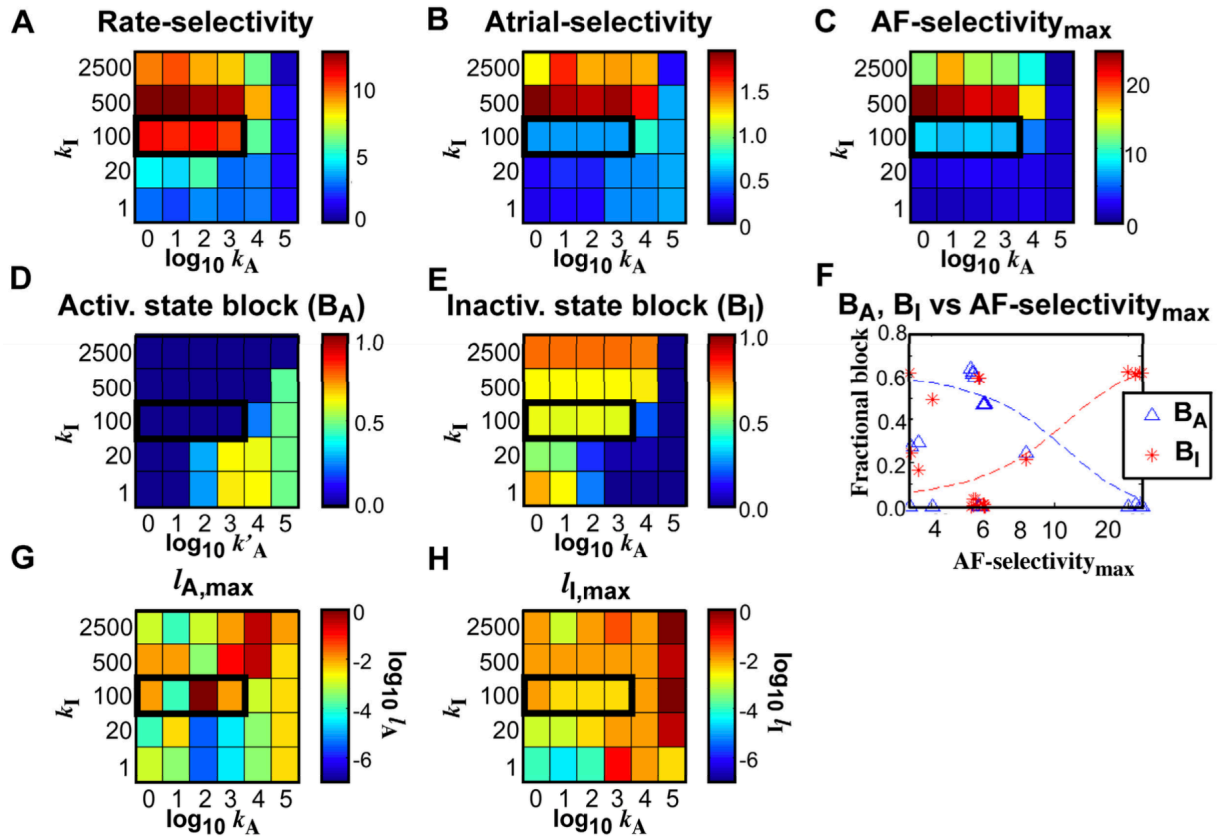 A
Rate-selectivity
k_I
2500
500
100
20
1
0 1 2 3 4 5
log10 k_A
10
5
0
B
Atrial-selectivity
k_I
2500
500
100
20
1
0 1 2 3 4 5
log10 k_A
1.5
1.0
0.5
0
C
AF-selectivity_max
k_I
2500
500
100
20
1
0 1 2 3 4 5
log10 k_A
20
10
0
D
Activ. state block (B_A)
k_I
2500
500
100
20
1
0 1 2 3 4 5
log10 k'_A
1.0
0.5
0.0
E
Inactiv. state block (B_I)
k_I
2500
500
100
20
1
0 1 2 3 4 5
log10 k_A
1.0
0.5
0.0
F
B_A, B_I vs AF-selectivity_max
Fractional block
0.8
0.6
0.4
0.2
0
4 6 8 10 20
AF-selectivity_max
B_A
B_I
G
l_A,max
k_I
2500
500
100
20
1
0 1 2 3 4 5
log10 k_A
0
-2
-4
-6
log10 l_A
H
l_I,max
k_I
2500
500
100
20
1
0 1 2 3 4 5
log10 k_A
0
-2
-4
-6
log10 l_I